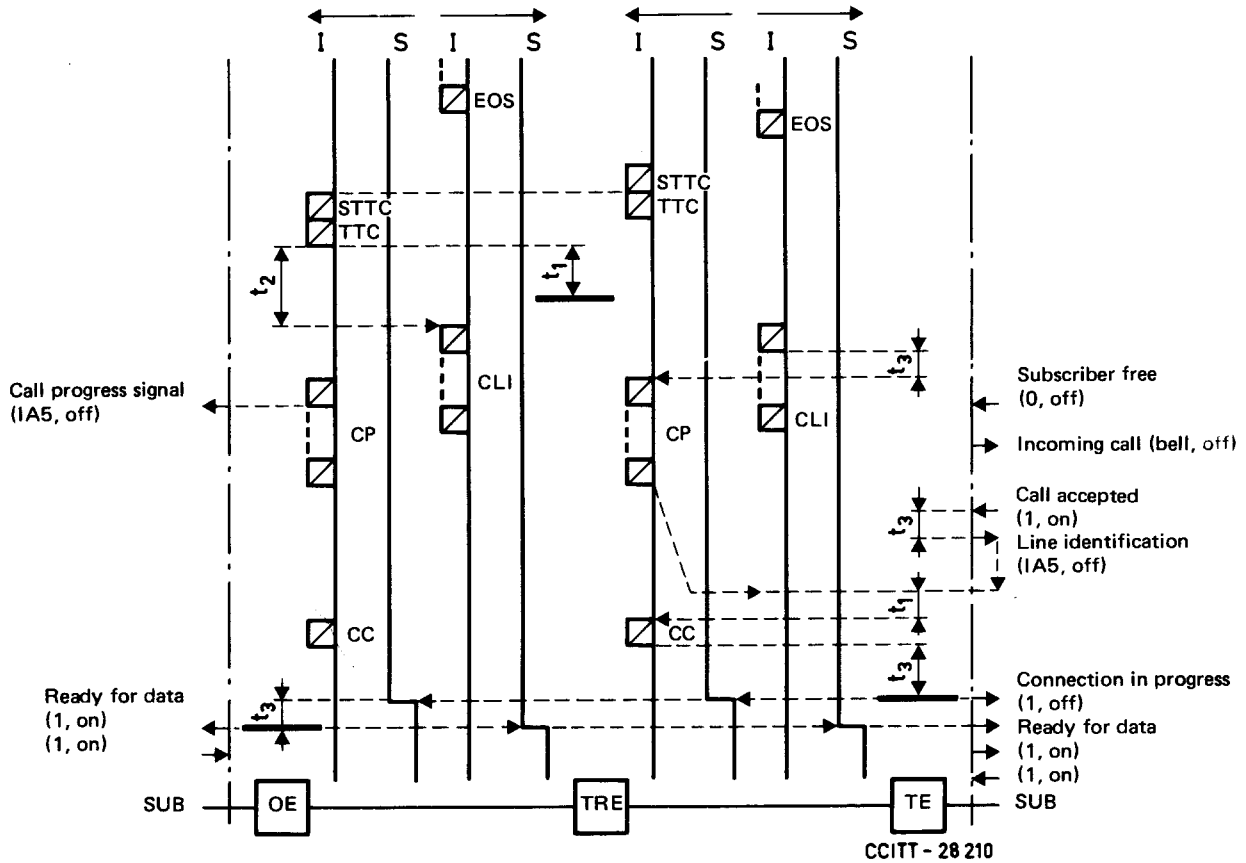 I S I S I S I S
EOS
EOS
STTC
TTC
STTC
TTC
t2
t1
t3
Call progress signal
(IA5, off)
CP
CLI
CP
CLI
Subscriber free
(0, off)
Incoming call (bell, off)
Call accepted
(1, on)
t3
Line identification
(IA5, off)
t1
CC
CC
t3
Ready for data
(1, on)
(1, on)
t3
Connection in progress
(1, off)
Ready for data
(1, on)
(1, on)
SUB OE TRE TE SUB
CCITT - 28 210